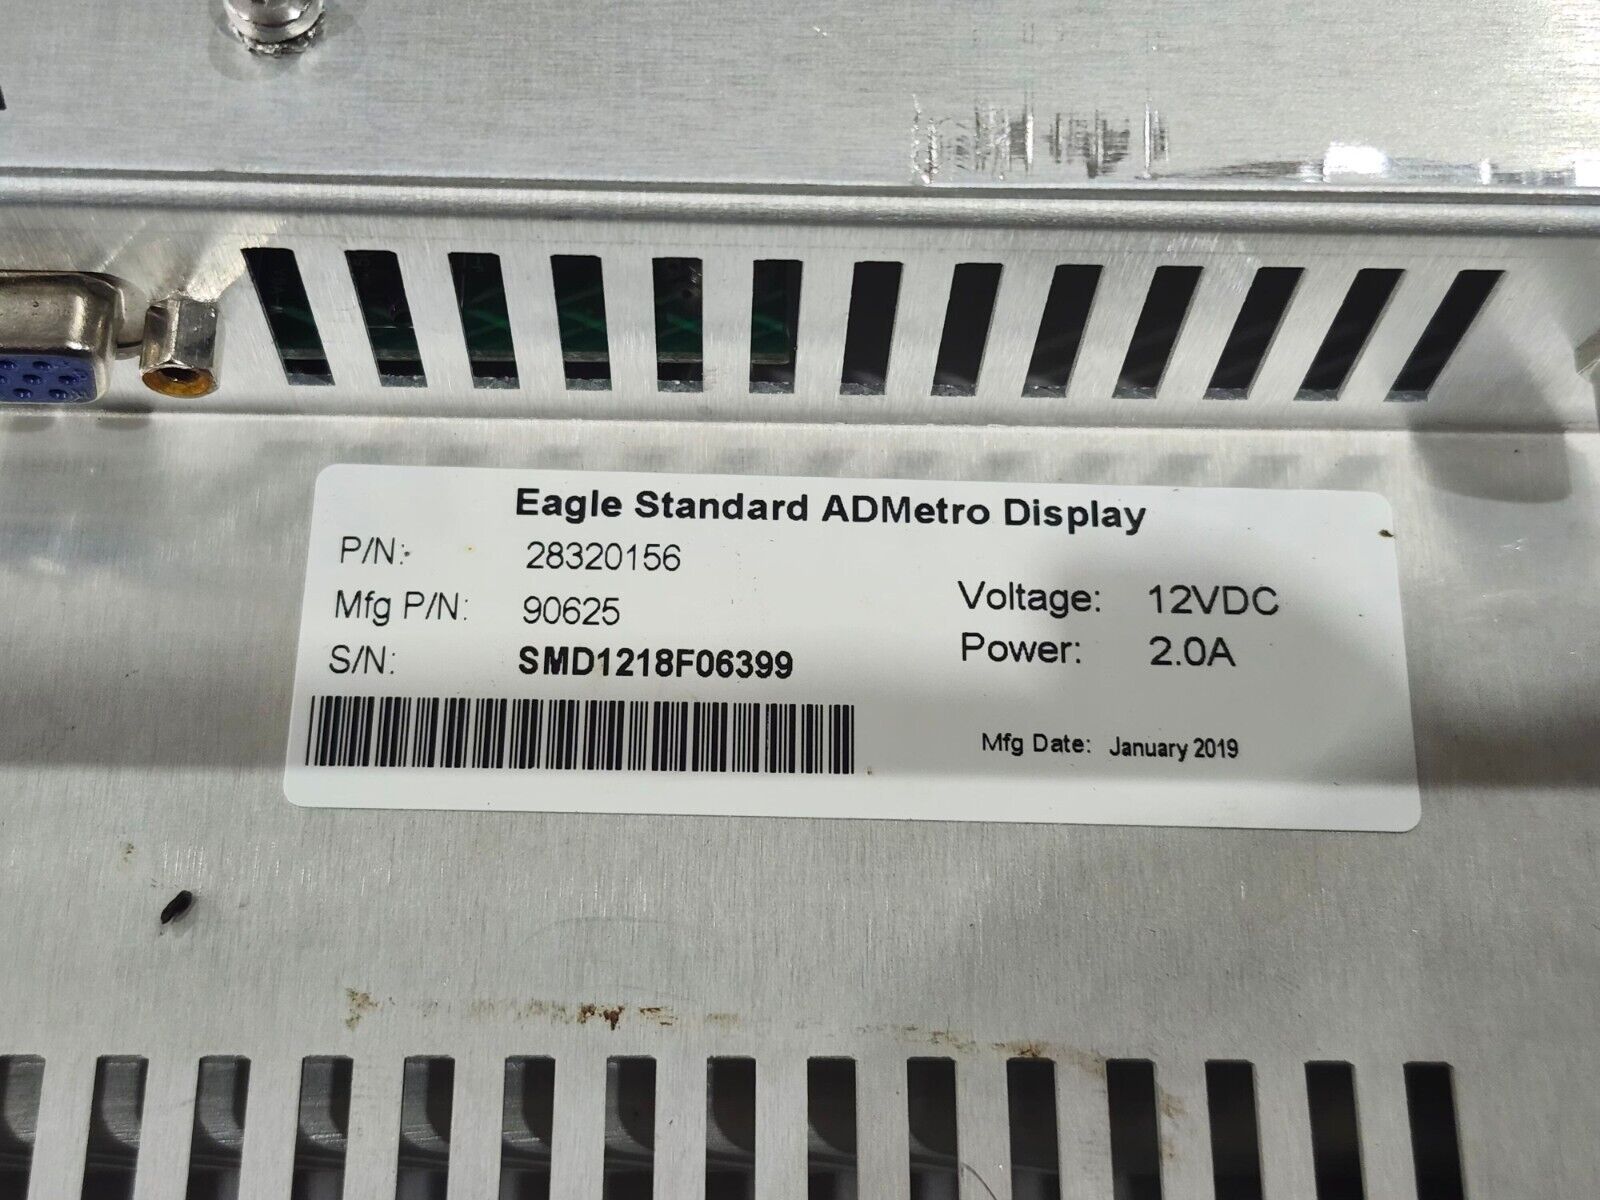 Eagle Standard ADMetro Display
P/N: 28320156
Mfg P/N: 90625
S/N: SMD1218F06399
Voltage: 12VDC
Power: 2.0A
Mfg Date: January 2019